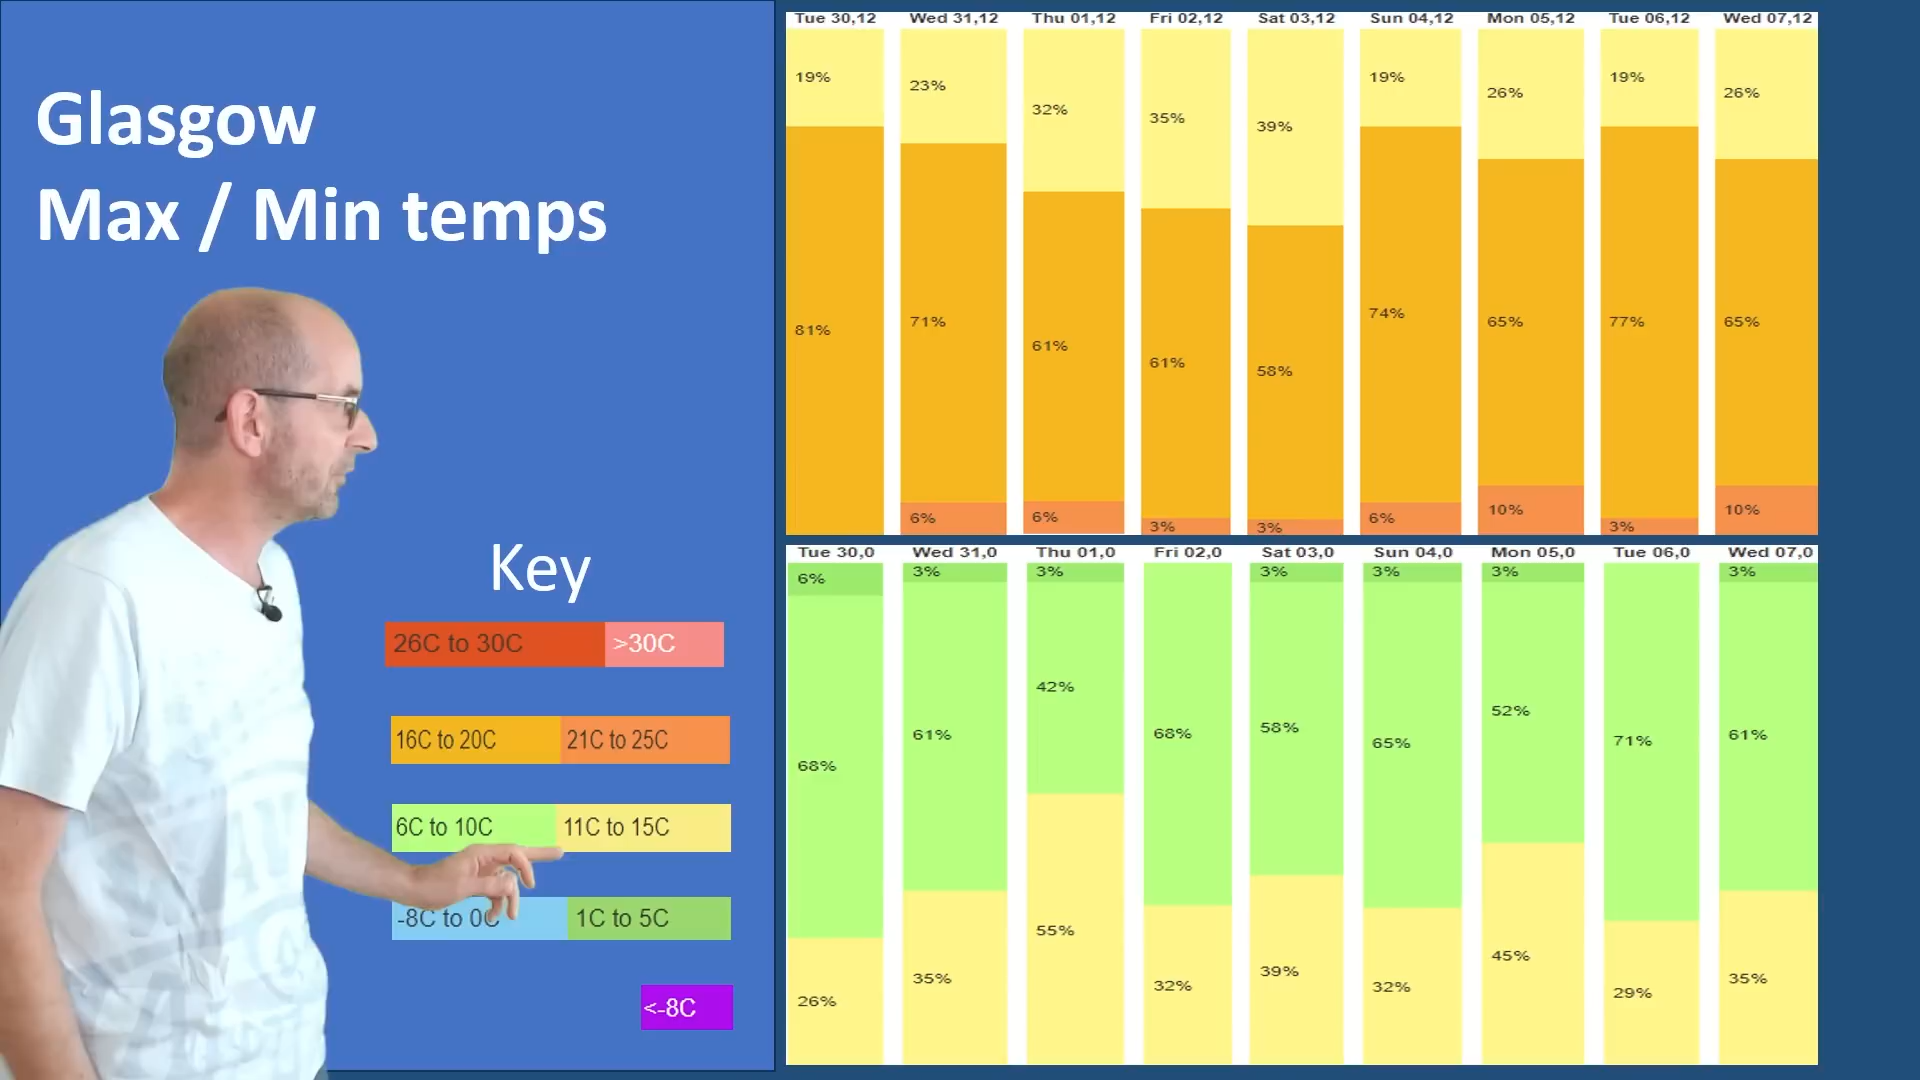 Glasgow
Max / Min temps
Key
26C to 30C >30C
16C to 20C 21C to 25C
6C to 10C 11C to 15C
-8C to 0C 1C to 5C
<-8C
Tue 30,12 Wed 31,12 Thu 01,12 Fri 02,12 Sat 03,12 Sun 04,12 Mon 05,12 Tue 06,12 Wed 07,12
19% 23% 32% 35% 39% 19% 26% 19% 26%
81% 71% 61% 61% 58% 74% 65% 77% 65%
6% 6% 3% 3% 6% 10% 3% 10%
Tue 30,0 Wed 31,0 Thu 01,0 Fri 02,0 Sat 03,0 Sun 04,0 Mon 05,0 Tue 06,0 Wed 07,0
6% 3% 3% 3% 3% 3% 3%
68% 61% 42% 68% 58% 65% 52% 71% 61%
26% 35% 55% 32% 39% 32% 45% 29% 35%